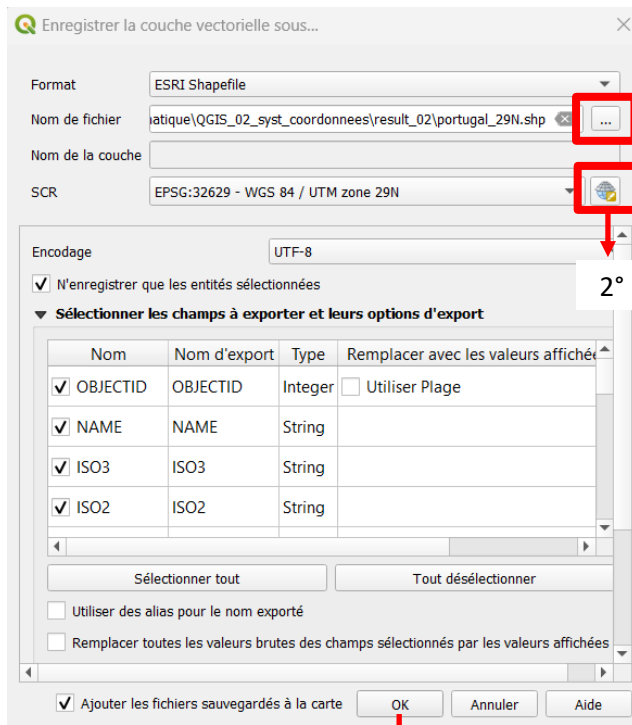 Enregistrer la couche vectorielle sous...
Format ESRI Shapefile
Nom de fichier atique\QGIS_02_syst_coordonnees\result_02\portugal_29N.shp ...
Nom de la couche
SCR EPSG:32629 - WGS 84 / UTM zone 29N
Encodage UTF-8
2°
N'enregistrer que les entités sélectionnées
Sélectionner les champs à exporter et leurs options d'export
Nom Nom d'export Type Remplacer avec les valeurs affichée
OBJECTID OBJECTID Integer Utiliser Plage
NAME NAME String
ISO3 ISO3 String
ISO2 ISO2 String
Sélectionner tout Tout désélectionner
Utiliser des alias pour le nom exporté
Remplacer toutes les valeurs brutes des champs sélectionnés par les valeurs affichées
Ajouter les fichiers sauvegardés à la carte OK Annuler Aide